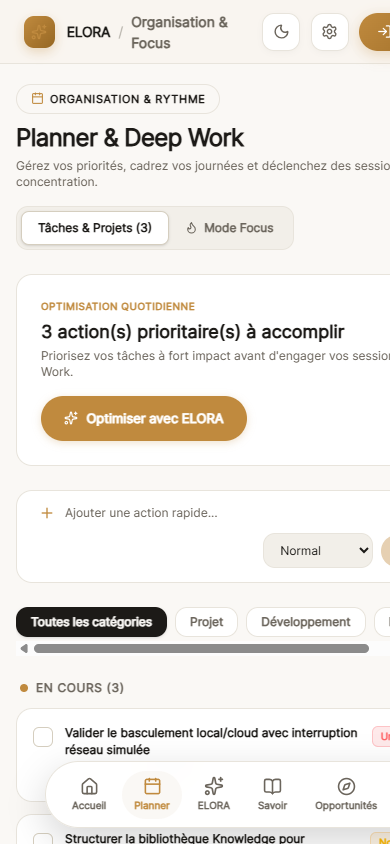 ELORA / Organisation &
Focus
ORGANISATION & RYTHME
Planner & Deep Work
Gérez vos priorités, cadrez vos journées et déclenchez des
concentration.
Tâches & Projets (3) Mode Focus
OPTIMISATION QUOTIDIENNE
3 action(s) prioritaire(s) à accomplir
Priorisez vos tâches à fort impact avant d'engager vos
Work.
Optimiser avec ELORA
Ajouter une action rapide...
Normal
Toutes les catégories Projet Développement
EN COURS (3)
Valider le basculement local/cloud avec interruption
réseau simulée
Accueil Planner ELORA Savoir Opportunités
Structurer la bibliothèque Knowledge pour